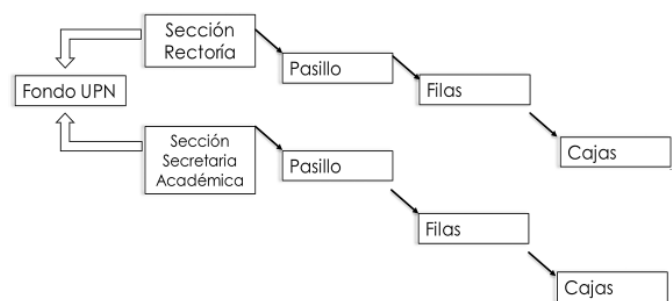 Sección
Rectoría
Pasillo
Filas
Cajas
Fondo UPN
Sección
Secretaria
Académica
Pasillo
Filas
Cajas